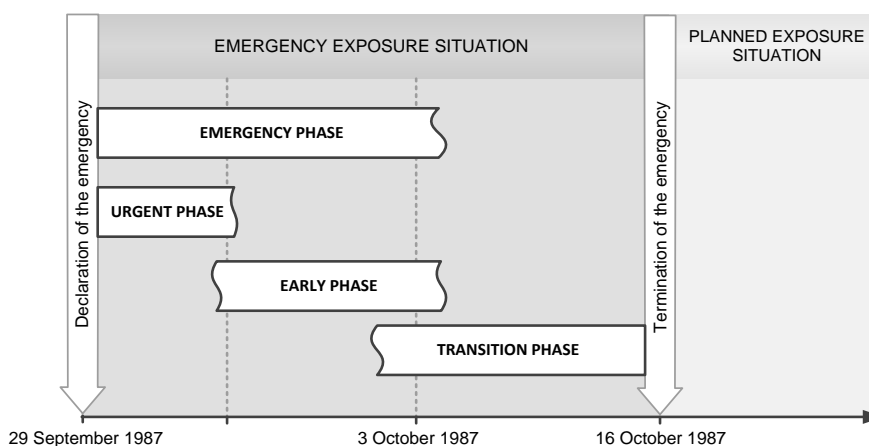 EMERGENCY EXPOSURE SITUATION
PLANNED EXPOSURE
SITUATION
Declaration of the emergency
EMERGENCY PHASE
URGENT PHASE
EARLY PHASE
TRANSITION PHASE
Termination of the emergency
29 September 1987
3 October 1987
16 October 1987